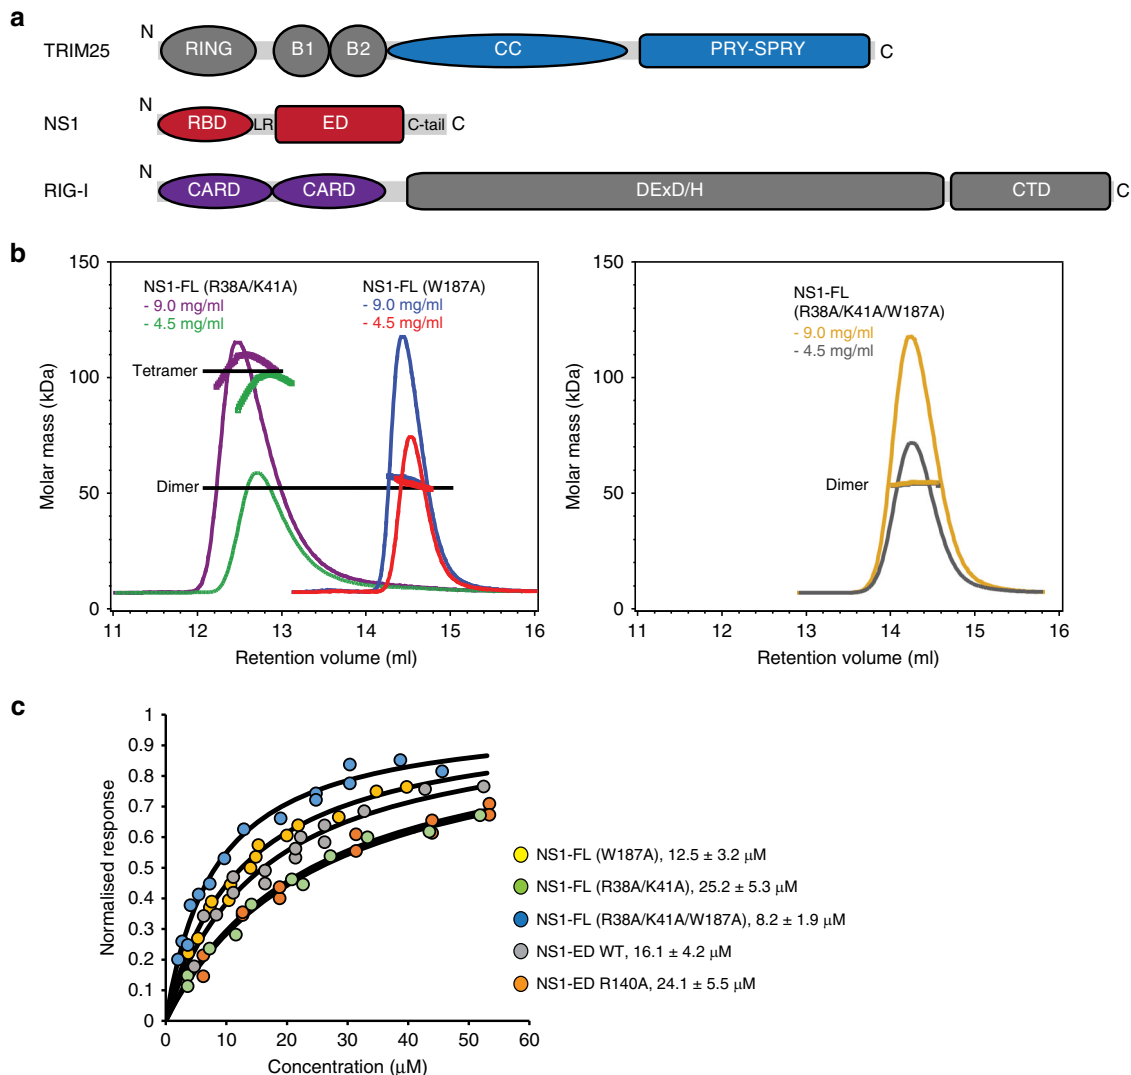 a
TRIM25
N
RING
B1
B2
CC
PRY-SPRY
C
NS1
N
RBD
LR
ED
C-tail
C
RIG-I
N
CARD
CARD
DExD/H
CTD
C
b
Molar mass (kDa)
150
100
50
0
NS1-FL (R38A/K41A)
- 9.0 mg/ml
- 4.5 mg/ml
NS1-FL (W187A)
- 9.0 mg/ml
- 4.5 mg/ml
Tetramer
Dimer
11 12 13 14 15 16
Retention volume (ml)
Molar mass (kDa)
150
100
50
0
NS1-FL
(R38A/K41A/W187A)
- 9.0 mg/ml
- 4.5 mg/ml
Dimer
11 12 13 14 15 16
Retention volume (ml)
c
Normalised response
1
0.9
0.8
0.7
0.6
0.5
0.4
0.3
0.2
0.1
0
0 10 20 30 40 50 60
Concentration (μM)
NS1-FL (W187A), 12.5 ± 3.2 μM
NS1-FL (R38A/K41A), 25.2 ± 5.3 μM
NS1-FL (R38A/K41A/W187A), 8.2 ± 1.9 μM
NS1-ED WT, 16.1 ± 4.2 μM
NS1-ED R140A, 24.1 ± 5.5 μM